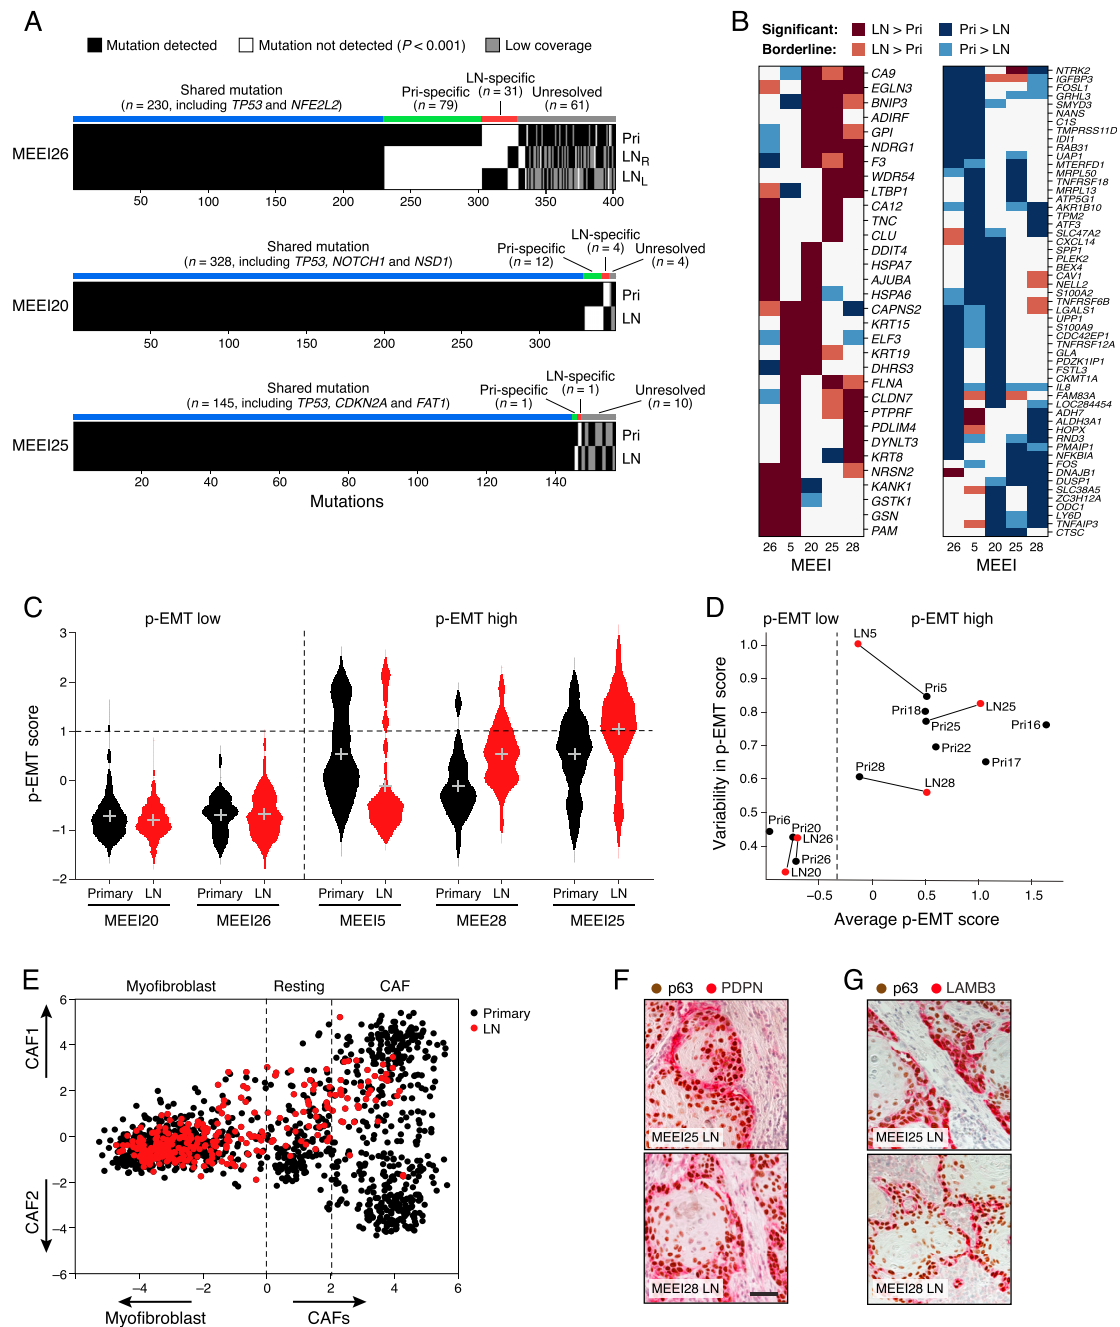 A
Mutation detected
Mutation not detected (P < 0.001)
Low coverage
Shared mutation
(n = 230, including TP53 and NFE2L2)
Pri-specific
(n = 79)
LN-specific
(n = 31)
Unresolved
(n = 61)
MEEI26
Pri
LNR
LNL
50 100 150 200 250 300 350 400
Shared mutation
(n = 328, including TP53, NOTCH1 and NSD1)
Pri-specific
(n = 12)
LN-specific
(n = 4)
Unresolved
(n = 4)
MEEI20
Pri
LN
50 100 150 200 300
Shared mutation
(n = 145, including TP53, CDKN2A and FAT1)
Pri-specific
(n = 1)
LN-specific
(n = 1)
Unresolved
(n = 10)
MEEI25
Pri
LN
20 40 60 80 100 120 140
Mutations
B
Significant: LN > Pri Pri > LN
Borderline: LN > Pri Pri > LN
CA9
EGLN3
BNIP3
ADIRF
GPI
NDRG1
F3
WDR54
LTBP1
CA12
TNC
CLU
DDIT4
HSPA7
AJUBA
HSPA6
CAPNS2
KRT15
ELF3
KRT19
DHRS3
FLNA
CLDN7
PTPRF
PDLIM4
DYNLT3
KRT8
NRSN2
KANK1
GSTK1
GSN
PAM
26 5 20 25 28
MEEI
NTRK2
IGFBP3
FOSL1
GRHL3
SMYD3
NANS
C1S
TMPRSS11D
IDI1
RAB31
UAP1
MTERFD1
MRPL50
TNFRSF18
MRPL13
ATP5G1
AKR1B10
TPM2
ATF3
SLC47A2
CXCL14
SPP1
PLEK2
BEX4
CAV1
NELL2
S100A2
TNFRSF6B
LGALS1
UPP1
S100A9
CDC42EP1
TNFRSF12A
GLA
PDZK1IP1
FSTL3
CKMT1A
IL8
FAM83A
LOC284454
ADH7
ALDH3A1
HOPX
RND3
PMAIP1
NFKBIA
FOS
DNAJB1
DUSP1
SLC38A5
ZC3H12A
ODC1
LY6D
TNFAIP3
CTSC
26 5 20 25 28
MEEI
C
p-EMT low
p-EMT high
p-EMT score
3
2
1
0
−1
−2
Primary LN Primary LN Primary LN Primary LN Primary LN
MEEI20 MEEI26 MEEI5 MEE28 MEEI25
D
p-EMT low
p-EMT high
Variability in p-EMT score
1.0
0.8
0.7
0.6
0.5
0.4
LN5
Pri5
Pri18
LN25
Pri25
Pri16
Pri22
Pri17
Pri28
LN28
Pri6
Pri20
LN26
Pri26
LN20
−0.5 0 0.5 1.0 1.5
Average p-EMT score
E
Myofibroblast Resting CAF
Primary
LN
CAF1
CAF2
6
4
2
0
−2
−4
−6
−4 −2 0 2 4 6
Myofibroblast CAFs
F
p63 PDPN
MEEI25 LN
MEEI28 LN
G
p63 LAMB3
MEEI25 LN
MEEI28 LN